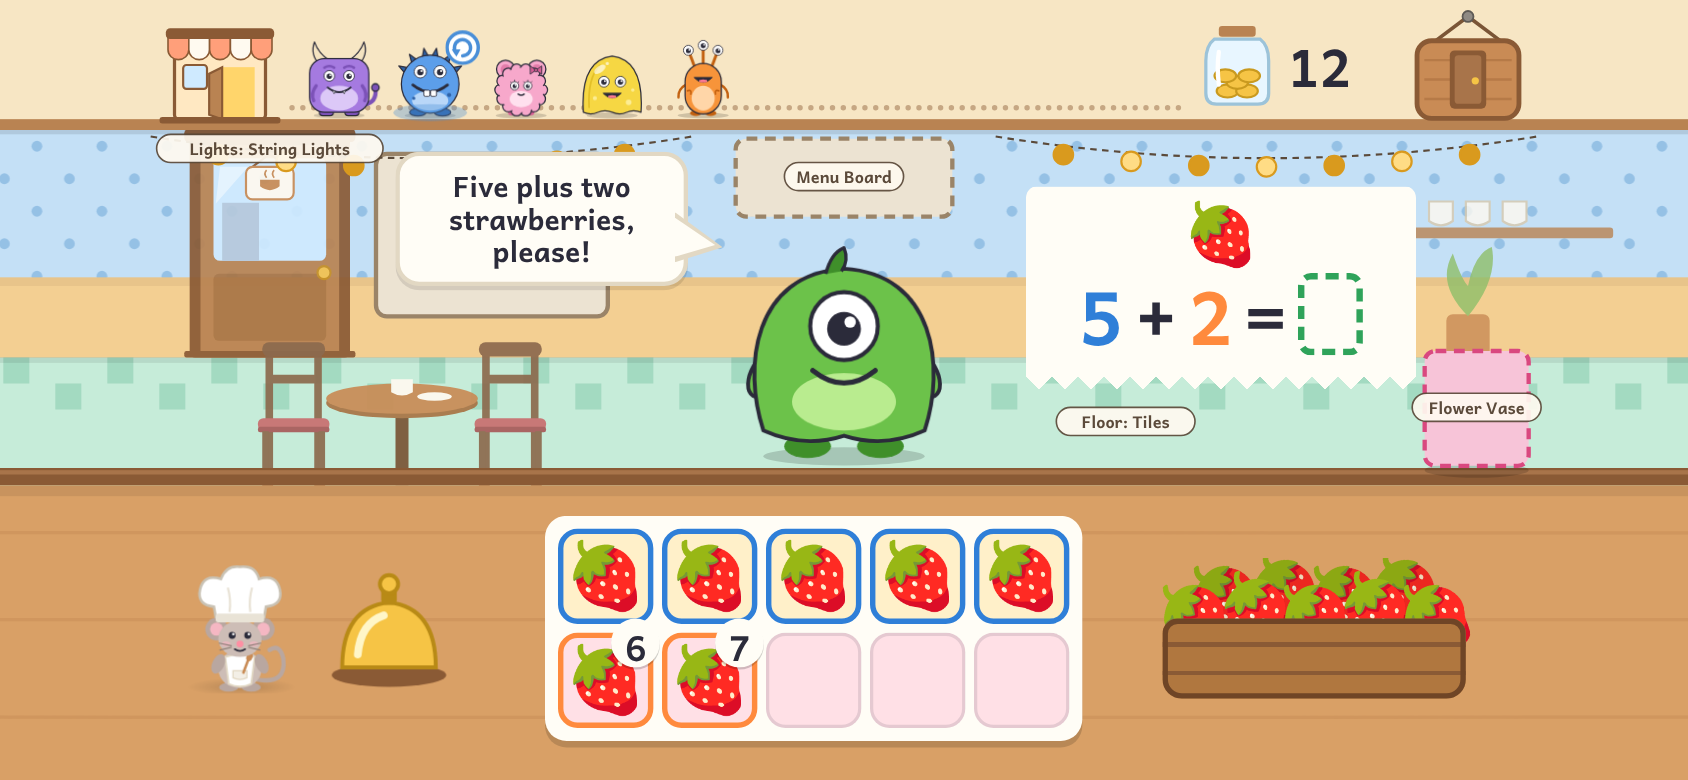 12
Lights: String Lights
Five plus two
strawberries,
please!
Menu Board
5 + 2 =
Floor: Tiles
Flower Vase
6
7